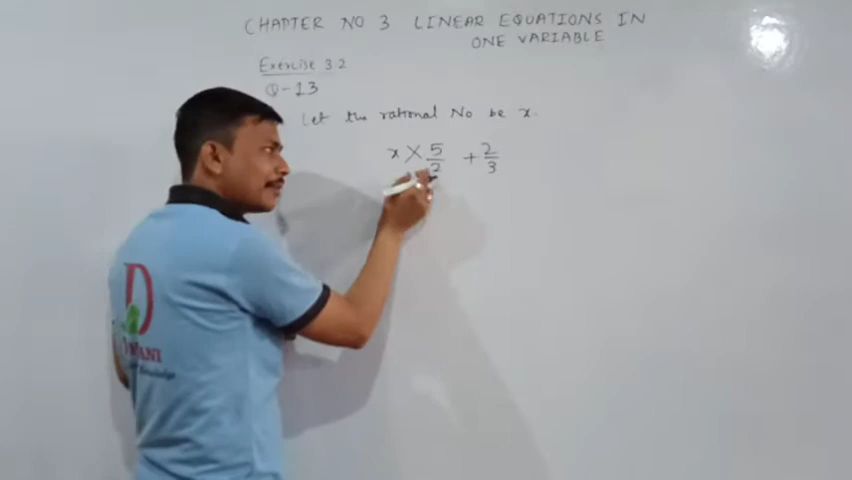 CHAPTER NO 3 LINEAR EQUATIONS IN
ONE VARIABLE
Exercise 3.2
Q-13
Let the rational No be x.
x × 5/2 + 2/3
D